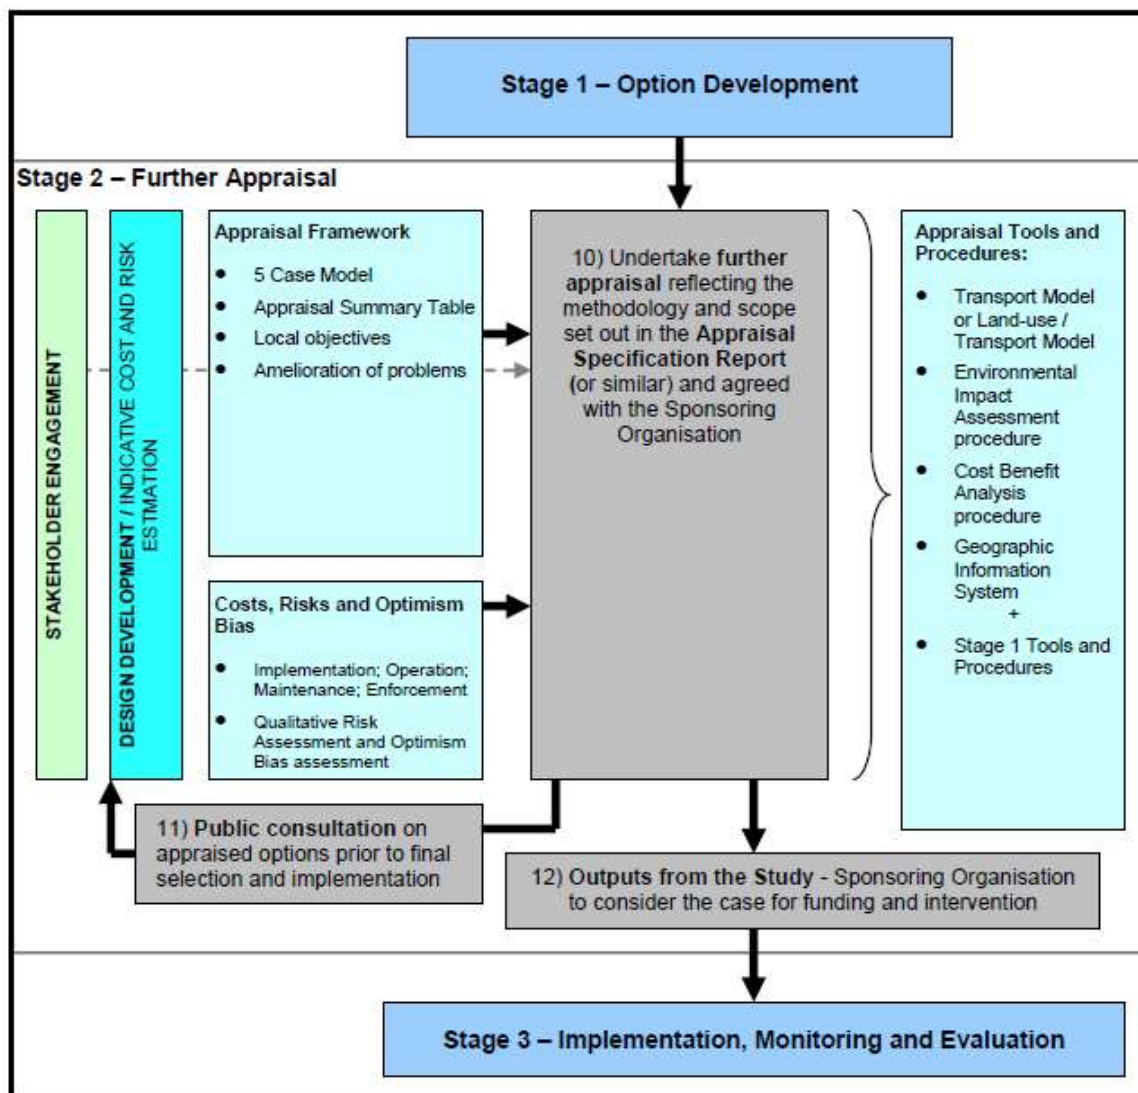 Stage 1 – Option Development
Stage 2 – Further Appraisal
STAKEHOLDER ENGAGEMENT
DESIGN DEVELOPMENT / INDICATIVE COST AND RISK
ESTMATION
Appraisal Framework
• 5 Case Model
• Appraisal Summary Table
• Local objectives
• Amelioration of problems
Costs, Risks and Optimism
Bias
• Implementation; Operation;
Maintenance; Enforcement
• Qualitative Risk
Assessment and Optimism
Bias assessment
10) Undertake further
appraisal reflecting the
methodology and scope
set out in the Appraisal
Specification Report
(or similar) and agreed
with the Sponsoring
Organisation
Appraisal Tools and
Procedures:
• Transport Model
or Land-use /
Transport Model
• Environmental
Impact
Assessment
procedure
• Cost Benefit
Analysis
procedure
• Geographic
Information
System
+
• Stage 1 Tools and
Procedures
11) Public consultation on
appraised options prior to final
selection and implementation
12) Outputs from the Study - Sponsoring Organisation
to consider the case for funding and intervention
Stage 3 – Implementation, Monitoring and Evaluation